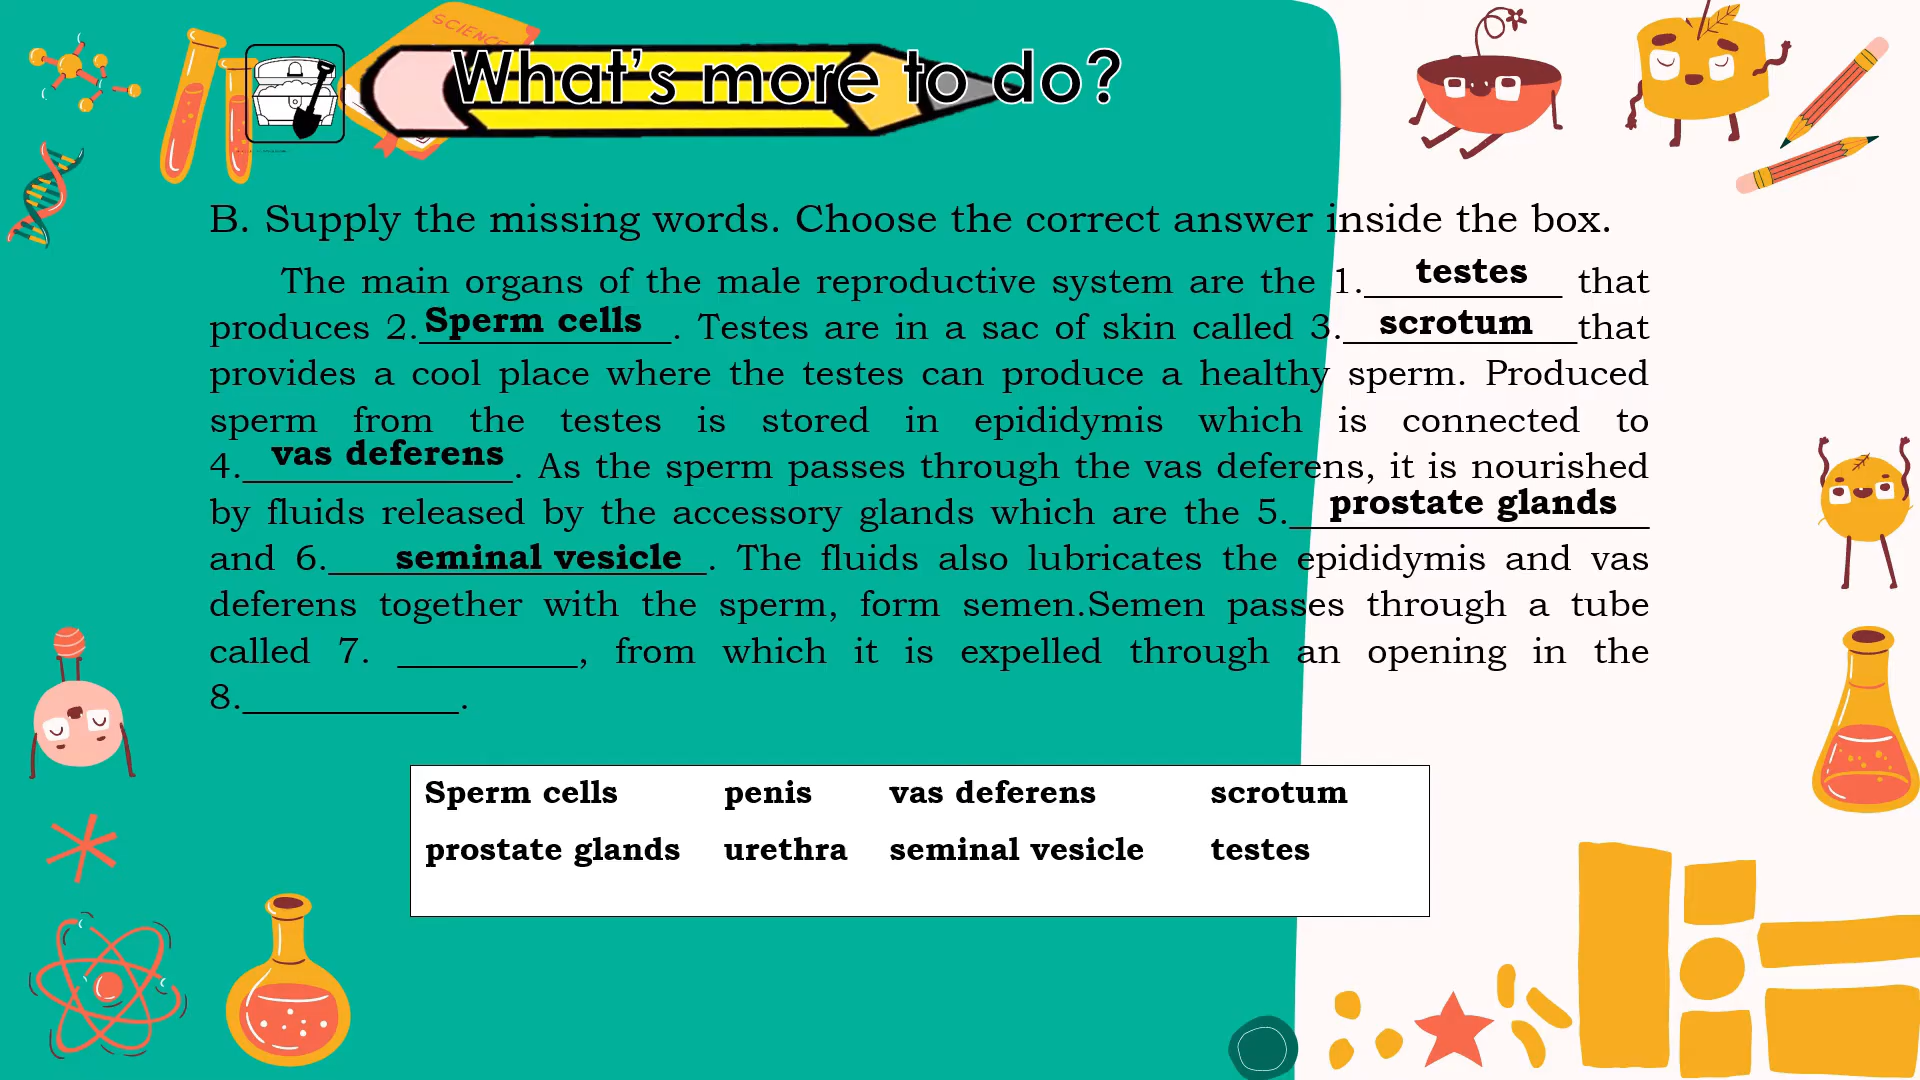 SCIENCE
What's more to do?
B. Supply the missing words. Choose the correct answer inside the box.
The main organs of the male reproductive system are the 1. testes that
produces 2. Sperm cells. Testes are in a sac of skin called 3. scrotum that
provides a cool place where the testes can produce a healthy sperm. Produced
sperm from the testes is stored in epididymis which is connected to
4. vas deferens. As the sperm passes through the vas deferens, it is nourished
by fluids released by the accessory glands which are the 5. prostate glands
and 6. seminal vesicle. The fluids also lubricates the epididymis and vas
deferens together with the sperm, form semen.Semen passes through a tube
called 7. __________, from which it is expelled through an opening in the
8.____________.
Sperm cells penis vas deferens scrotum
prostate glands urethra seminal vesicle testes